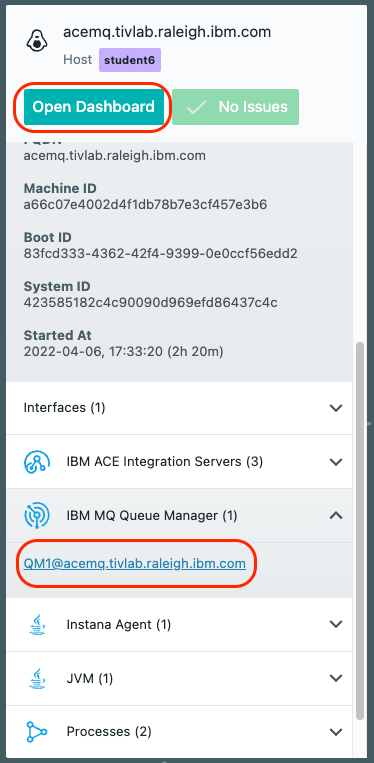 acemq.tivlab.raleigh.ibm.com
Host student6
Open Dashboard No Issues
acemq.tivlab.raleigh.ibm.com
Machine ID
a66c07e4002d4f1db78b7e3cf457e3b6
Boot ID
83fcd333-4362-42f4-9399-0e0ccf56edd2
System ID
423585182c4c90090d969efd86437c4c
Started At
2022-04-06, 17:33:20 (2h 20m)
Interfaces (1)
IBM ACE Integration Servers (3)
IBM MQ Queue Manager (1)
QM1@acemq.tivlab.raleigh.ibm.com
Instana Agent (1)
JVM (1)
Processes (2)